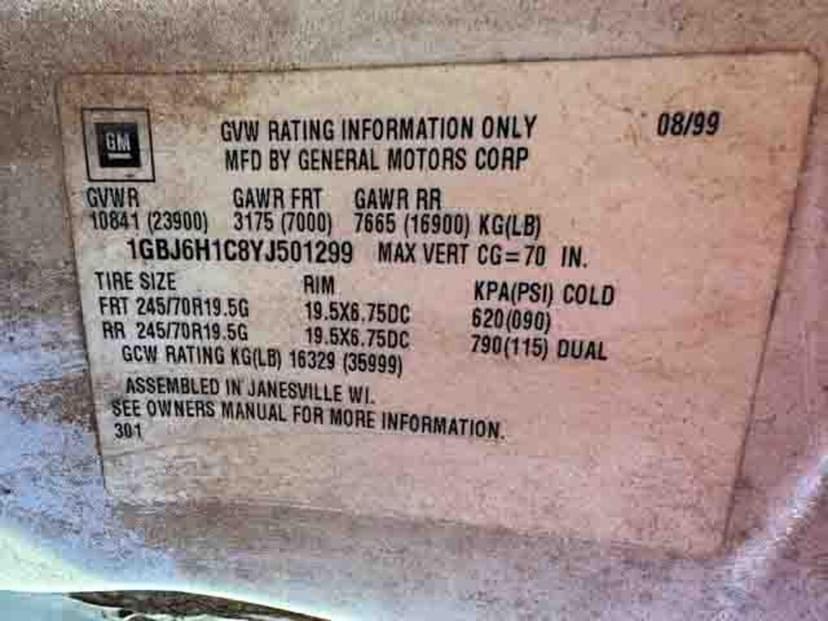 GM GVW RATING INFORMATION ONLY 08/99
MFD BY GENERAL MOTORS CORP
GVWR GAWR FRT GAWR RR
10841 (23900) 3175 (7000) 7665 (16900) KG(LB)
1GBJ6H1C8YJ501299 MAX VERT CG=70 IN.
TIRE SIZE RIM KPA(PSI) COLD
FRT 245/70R19.5G 19.5X6.75DC 620(090)
RR 245/70R19.5G 19.5X6.75DC 790(115) DUAL
GCW RATING KG(LB) 16329 (35999)
ASSEMBLED IN JANESVILLE WI.
SEE OWNERS MANUAL FOR MORE INFORMATION.
301